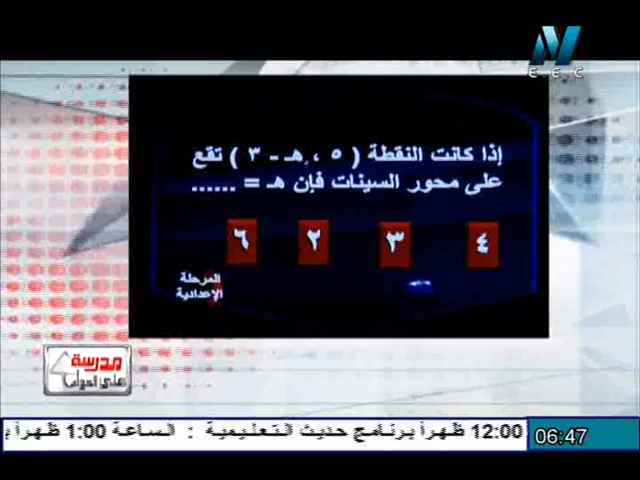 eec
إذا كانت النقطة ( ٥ ، هـ - ٣ ) تقع
على محور السينات فإن هـ = ......
٤ ٣ ٢ ٦
المرحلة
الإعدادية
مدرسة
على الهواء
12:00 ظهراً برنامج حديث التعليمية : الساعة 1:00 ظهراً
06:47